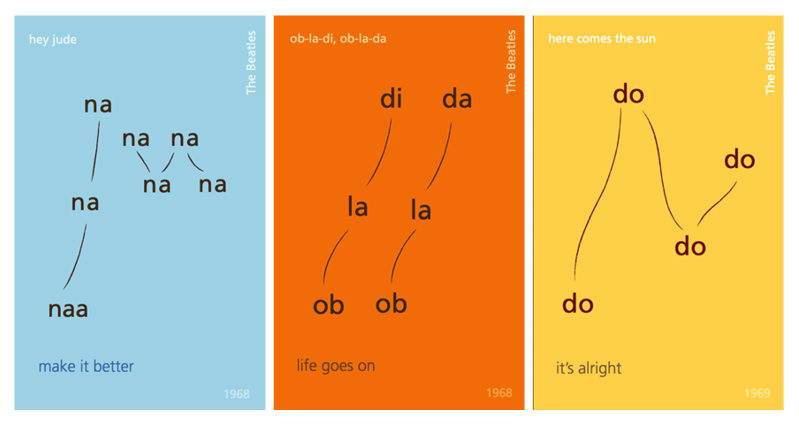 hey jude
The Beatles
na
na na
na na
na
naa
make it better
1968
ob-la-di, ob-la-da
The Beatles
di da
la la
ob ob
life goes on
1968
here comes the sun
The Beatles
do
do
do
do
it's alright
1969